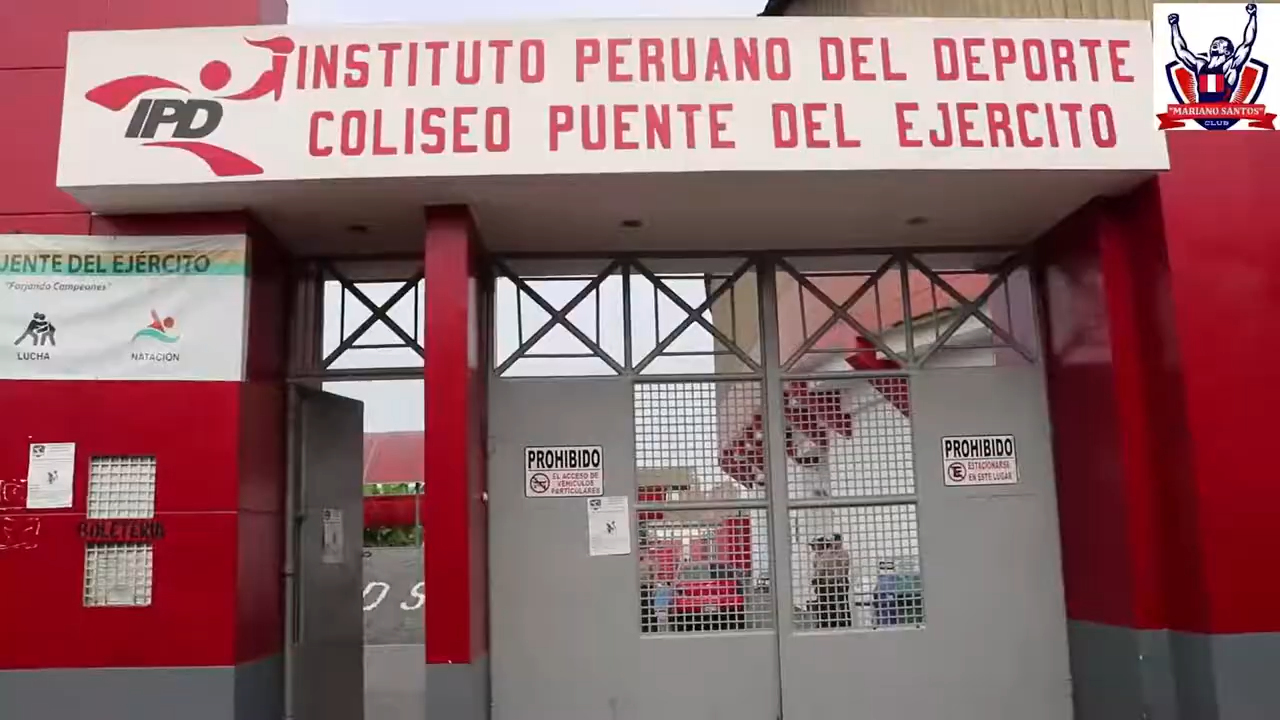 IPD
INSTITUTO PERUANO DEL DEPORTE
COLISEO PUENTE DEL EJERCITO
"MARIANO SANTOS"
CLUB
UENTE DEL EJÉRCITO
"Forjando Campeones"
LUCHA
NATACIÓN
BOLETERIA
PROHIBIDO
EL ACCESO DE
VEHICULOS
PARTICULARES
PROHIBIDO
E
ESTACIONARSE
EN ESTE LUGAR
O S